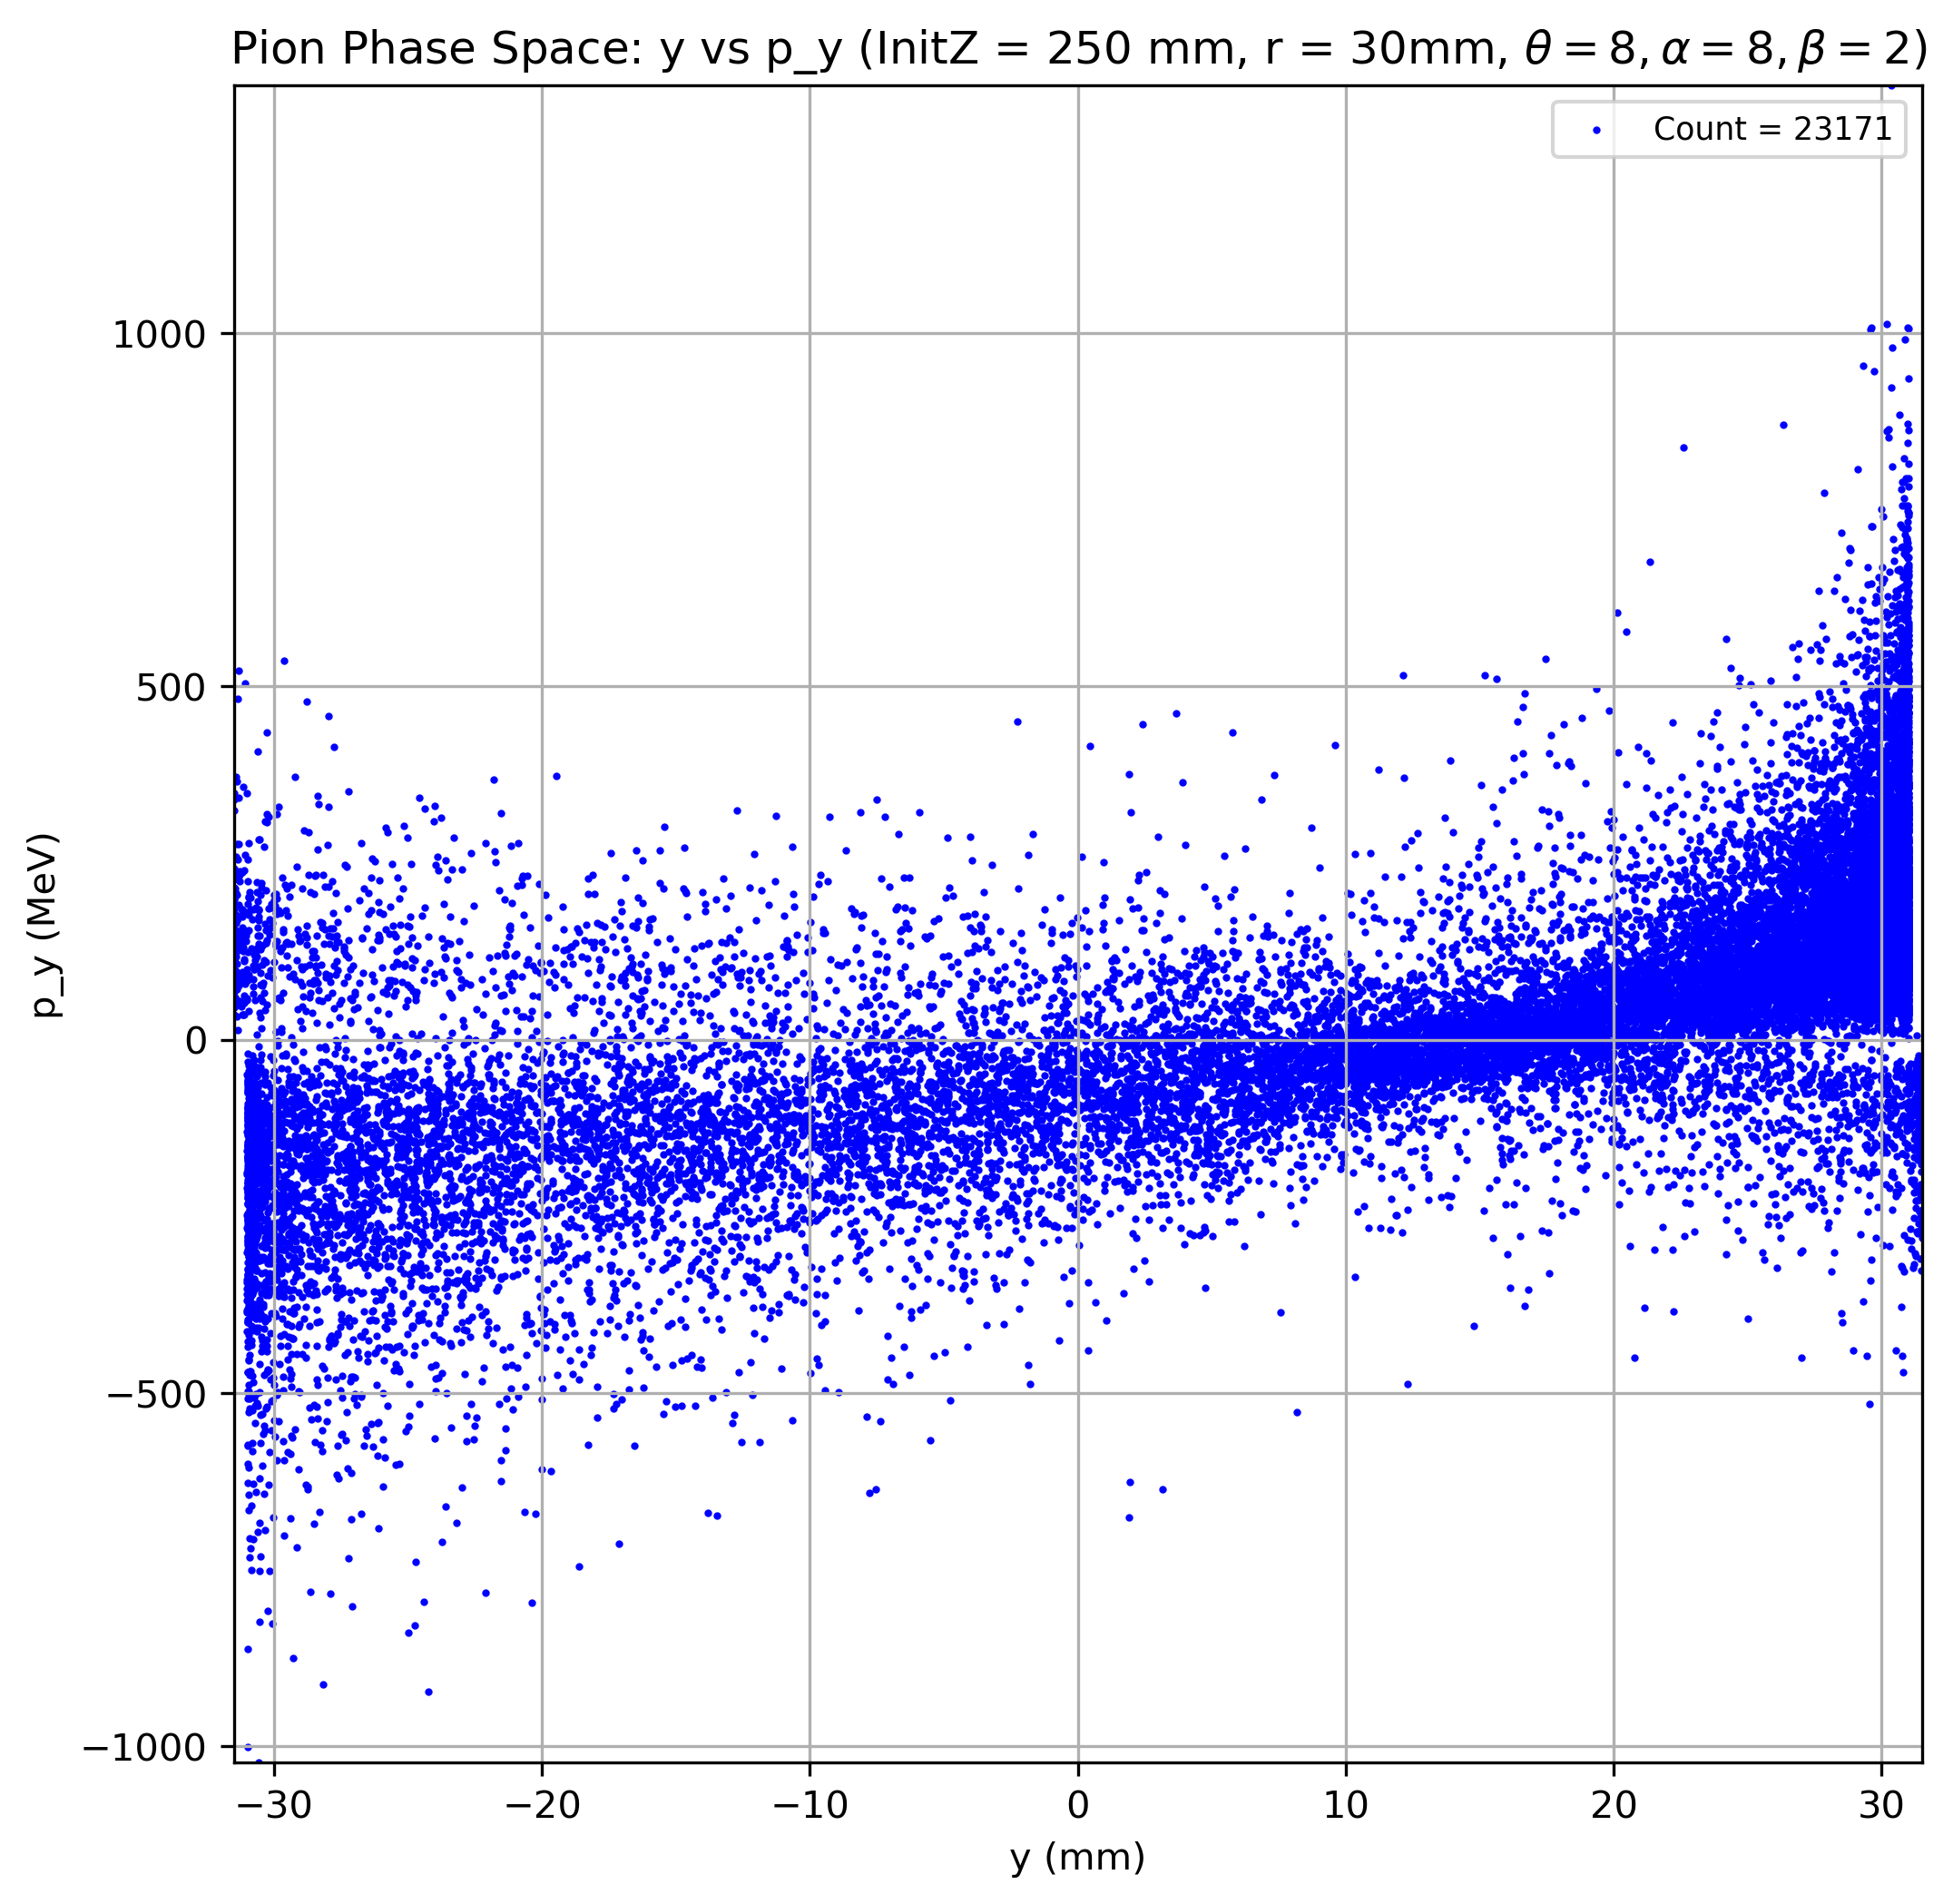 Pion Phase Space: y vs p_y (InitZ = 250 mm, r = 30mm, θ = 8, α = 8, β = 2)
Count = 23171
1000
500
0
−500
−1000
p_y (MeV)
−30 −20 −10 0 10 20 30
y (mm)